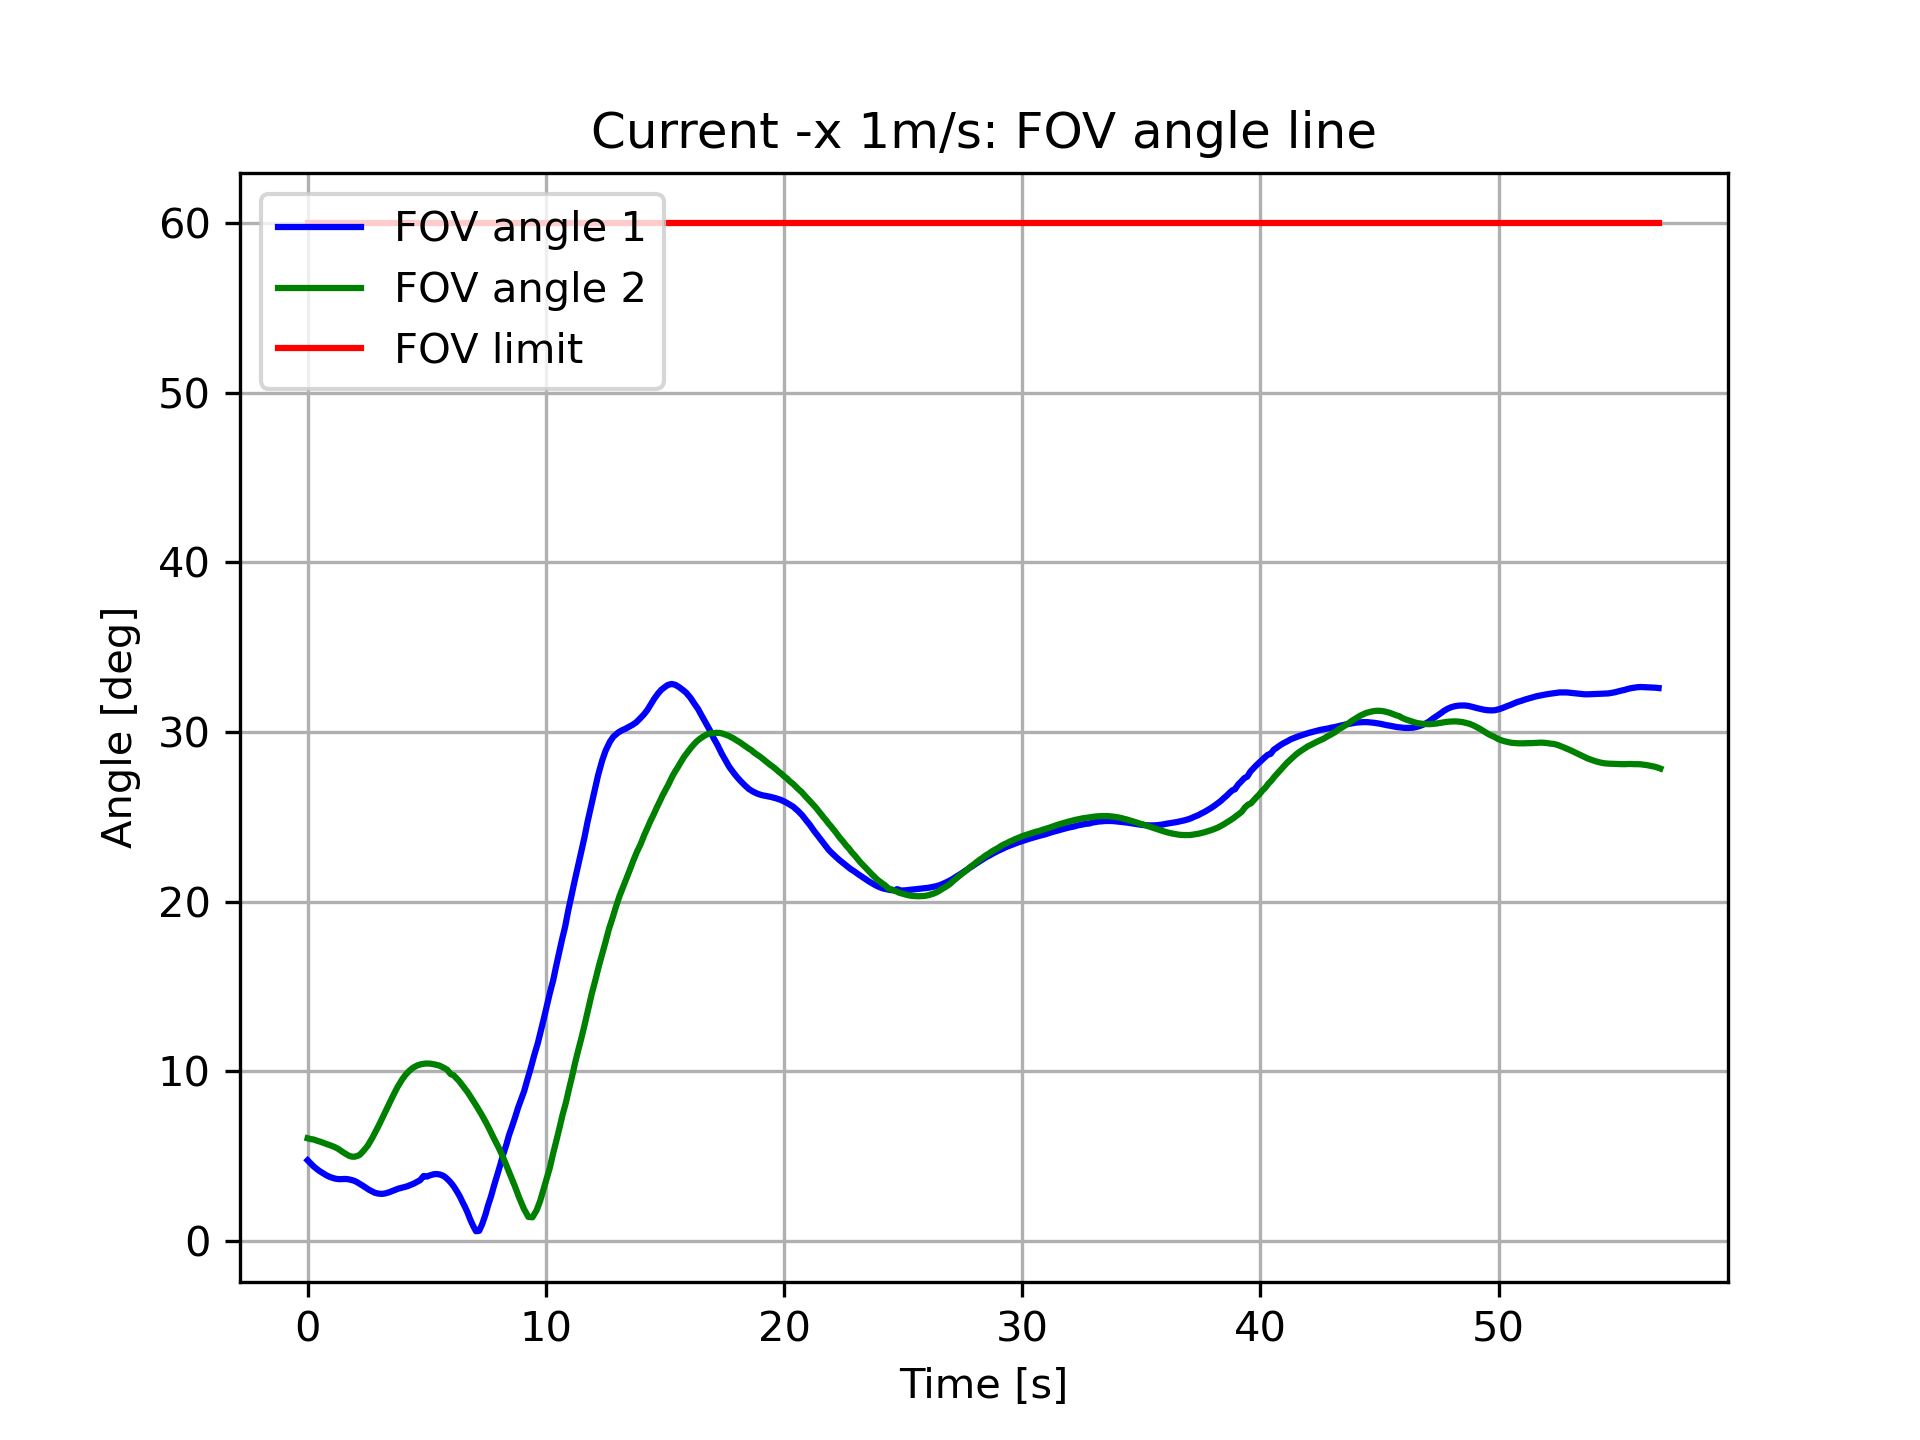 Current -x 1m/s: FOV angle line
FOV angle 1
FOV angle 2
FOV limit
60
50
40
30
20
10
0
Angle [deg]
0 10 20 30 40 50
Time [s]